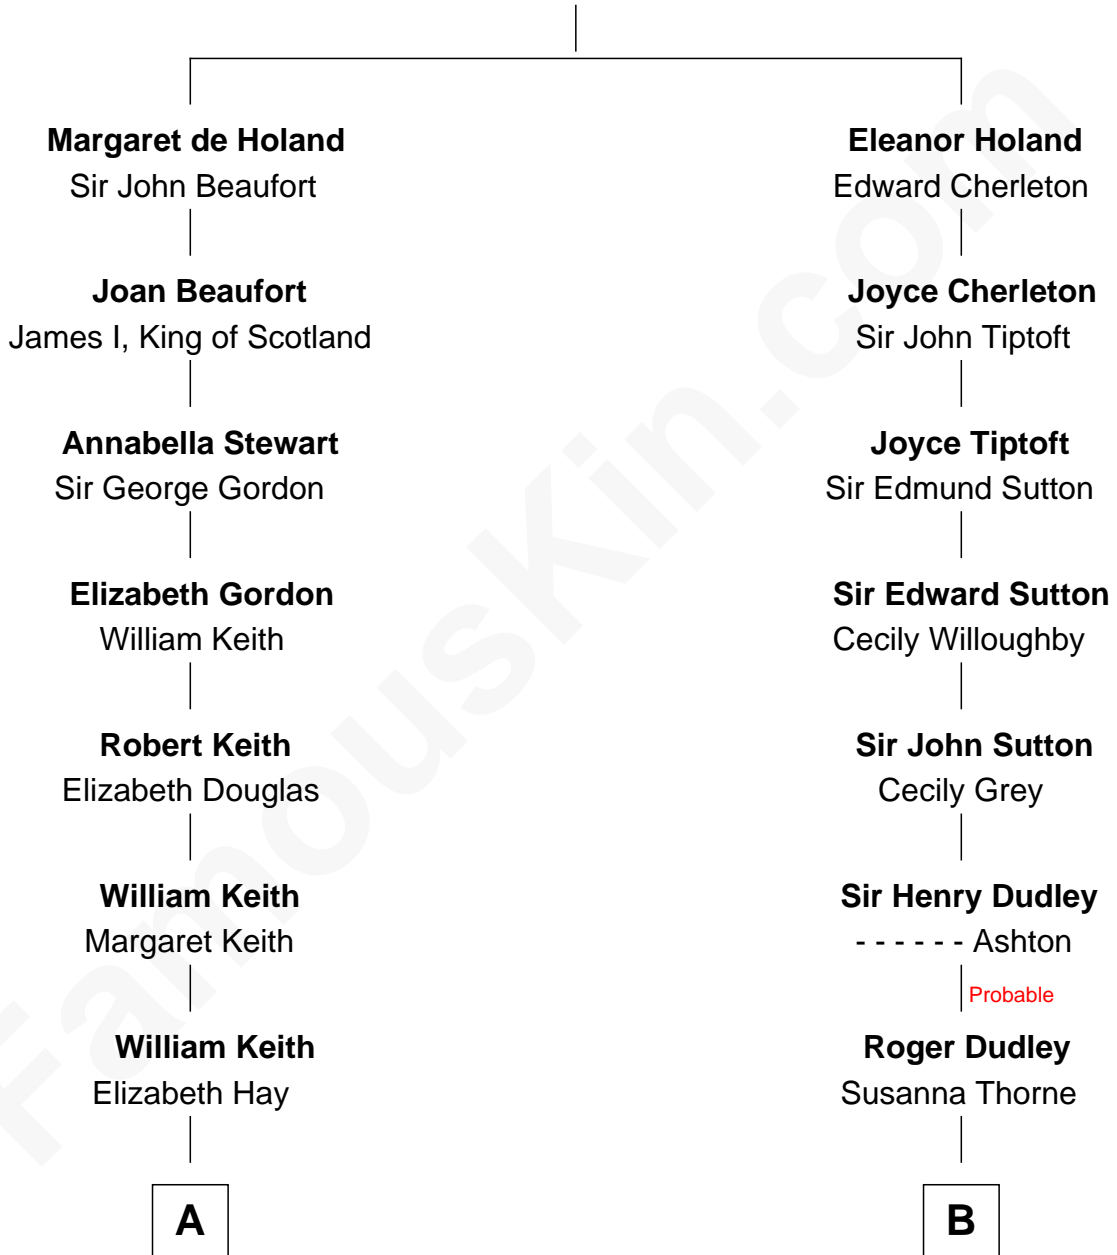 Margaret de Holand
Sir John Beaufort
Eleanor Holand
Edward Cherleton
Joan Beaufort
James I, King of Scotland
Joyce Cherleton
Sir John Tiptoft
Annabella Stewart
Sir George Gordon
Joyce Tiptoft
Sir Edmund Sutton
Elizabeth Gordon
William Keith
Sir Edward Sutton
Cecily Willoughby
Robert Keith
Elizabeth Douglas
Sir John Sutton
Cecily Grey
William Keith
Margaret Keith
Sir Henry Dudley
- - - - - - Ashton
Probable
William Keith
Elizabeth Hay
Roger Dudley
Susanna Thorne
A
B
FamousKin.com